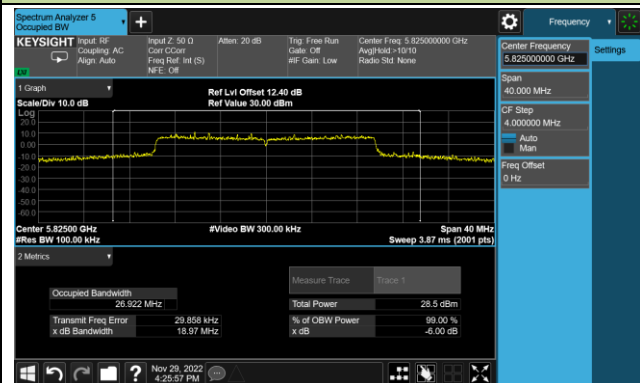 Spectrum Analyzer 5
Occupied BW
Frequency
KEYSIGHT
Input: RF
Coupling: AC
Align: Auto
Input Z: 50 Ω
Corr CCorr
Freq Ref: Int (S)
NFE: Off
Atten: 20 dB
Trig: Free Run
Gate: Off
#IF Gain: Low
Center Freq: 5.825000000 GHz
Avg|Hold:>10/10
Radio Std: None
Center Frequency
5.825000000 GHz
Settings
Span
40.000 MHz
CF Step
4.000000 MHz
Auto
Man
Freq Offset
0 Hz
1 Graph
Scale/Div 10.0 dB
Ref Lvl Offset 12.40 dB
Ref Value 30.00 dBm
Log
20.0
10.0
0.00
-10.0
-20.0
-30.0
-40.0
-50.0
-60.0
Center 5.82500 GHz
#Res BW 100.00 kHz
#Video BW 300.00 kHz
Span 40 MHz
Sweep 3.87 ms (2001 pts)
2 Metrics
Measure Trace
Trace 1
Occupied Bandwidth
26.922 MHz
Total Power
28.5 dBm
Transmit Freq Error
29.858 kHz
% of OBW Power
99.00 %
x dB Bandwidth
18.97 MHz
x dB
-6.00 dB
Nov 29, 2022
4:25:57 PM